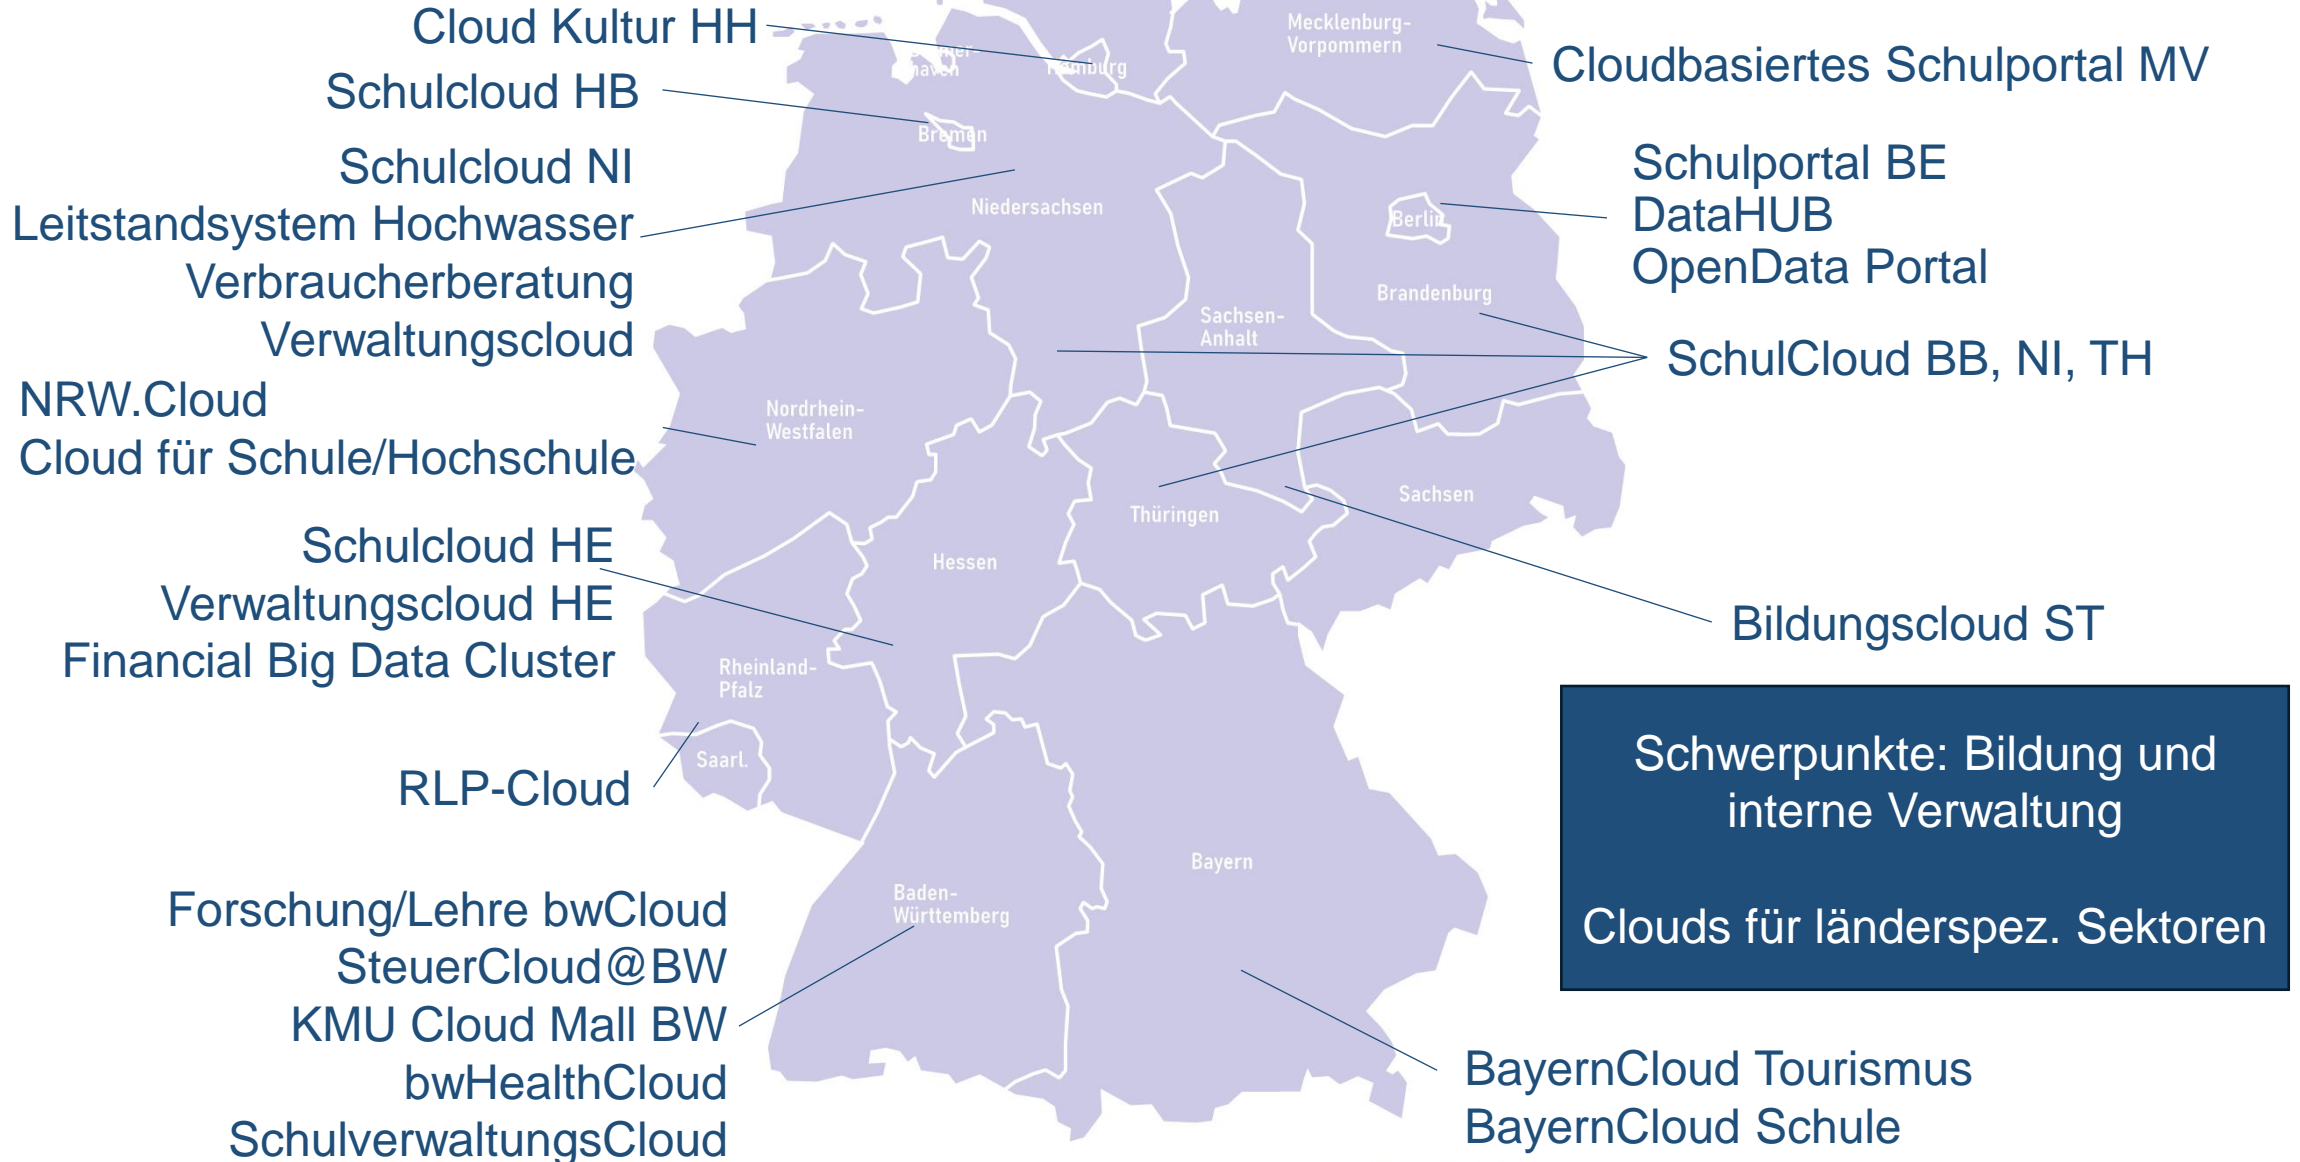 Cloud Kultur HH
Schulcloud HB
Schulcloud NI
Leitstandsystem Hochwasser
Verbraucherberatung
Verwaltungscloud
NRW.Cloud
Cloud für Schule/Hochschule
Schulcloud HE
Verwaltungscloud HE
Financial Big Data Cluster
RLP-Cloud
Forschung/Lehre bwCloud
SteuerCloud@BW
KMU Cloud Mall BW
bwHealthCloud
SchulverwaltungsCloud
Mecklenburg-
Vorpommern
haven
Hamburg
Bremen
Niedersachsen
Berlin
Brandenburg
Sachsen-
Anhalt
Nordrhein-
Westfalen
Sachsen
Thüringen
Hessen
Rheinland-
Pfalz
Saarl.
Bayern
Baden-
Württemberg
Cloudbasiertes Schulportal MV
Schulportal BE
DataHUB
OpenData Portal
SchulCloud BB, NI, TH
Bildungscloud ST
Schwerpunkte: Bildung und
interne Verwaltung
Clouds für länderspez. Sektoren
BayernCloud Tourismus
BayernCloud Schule